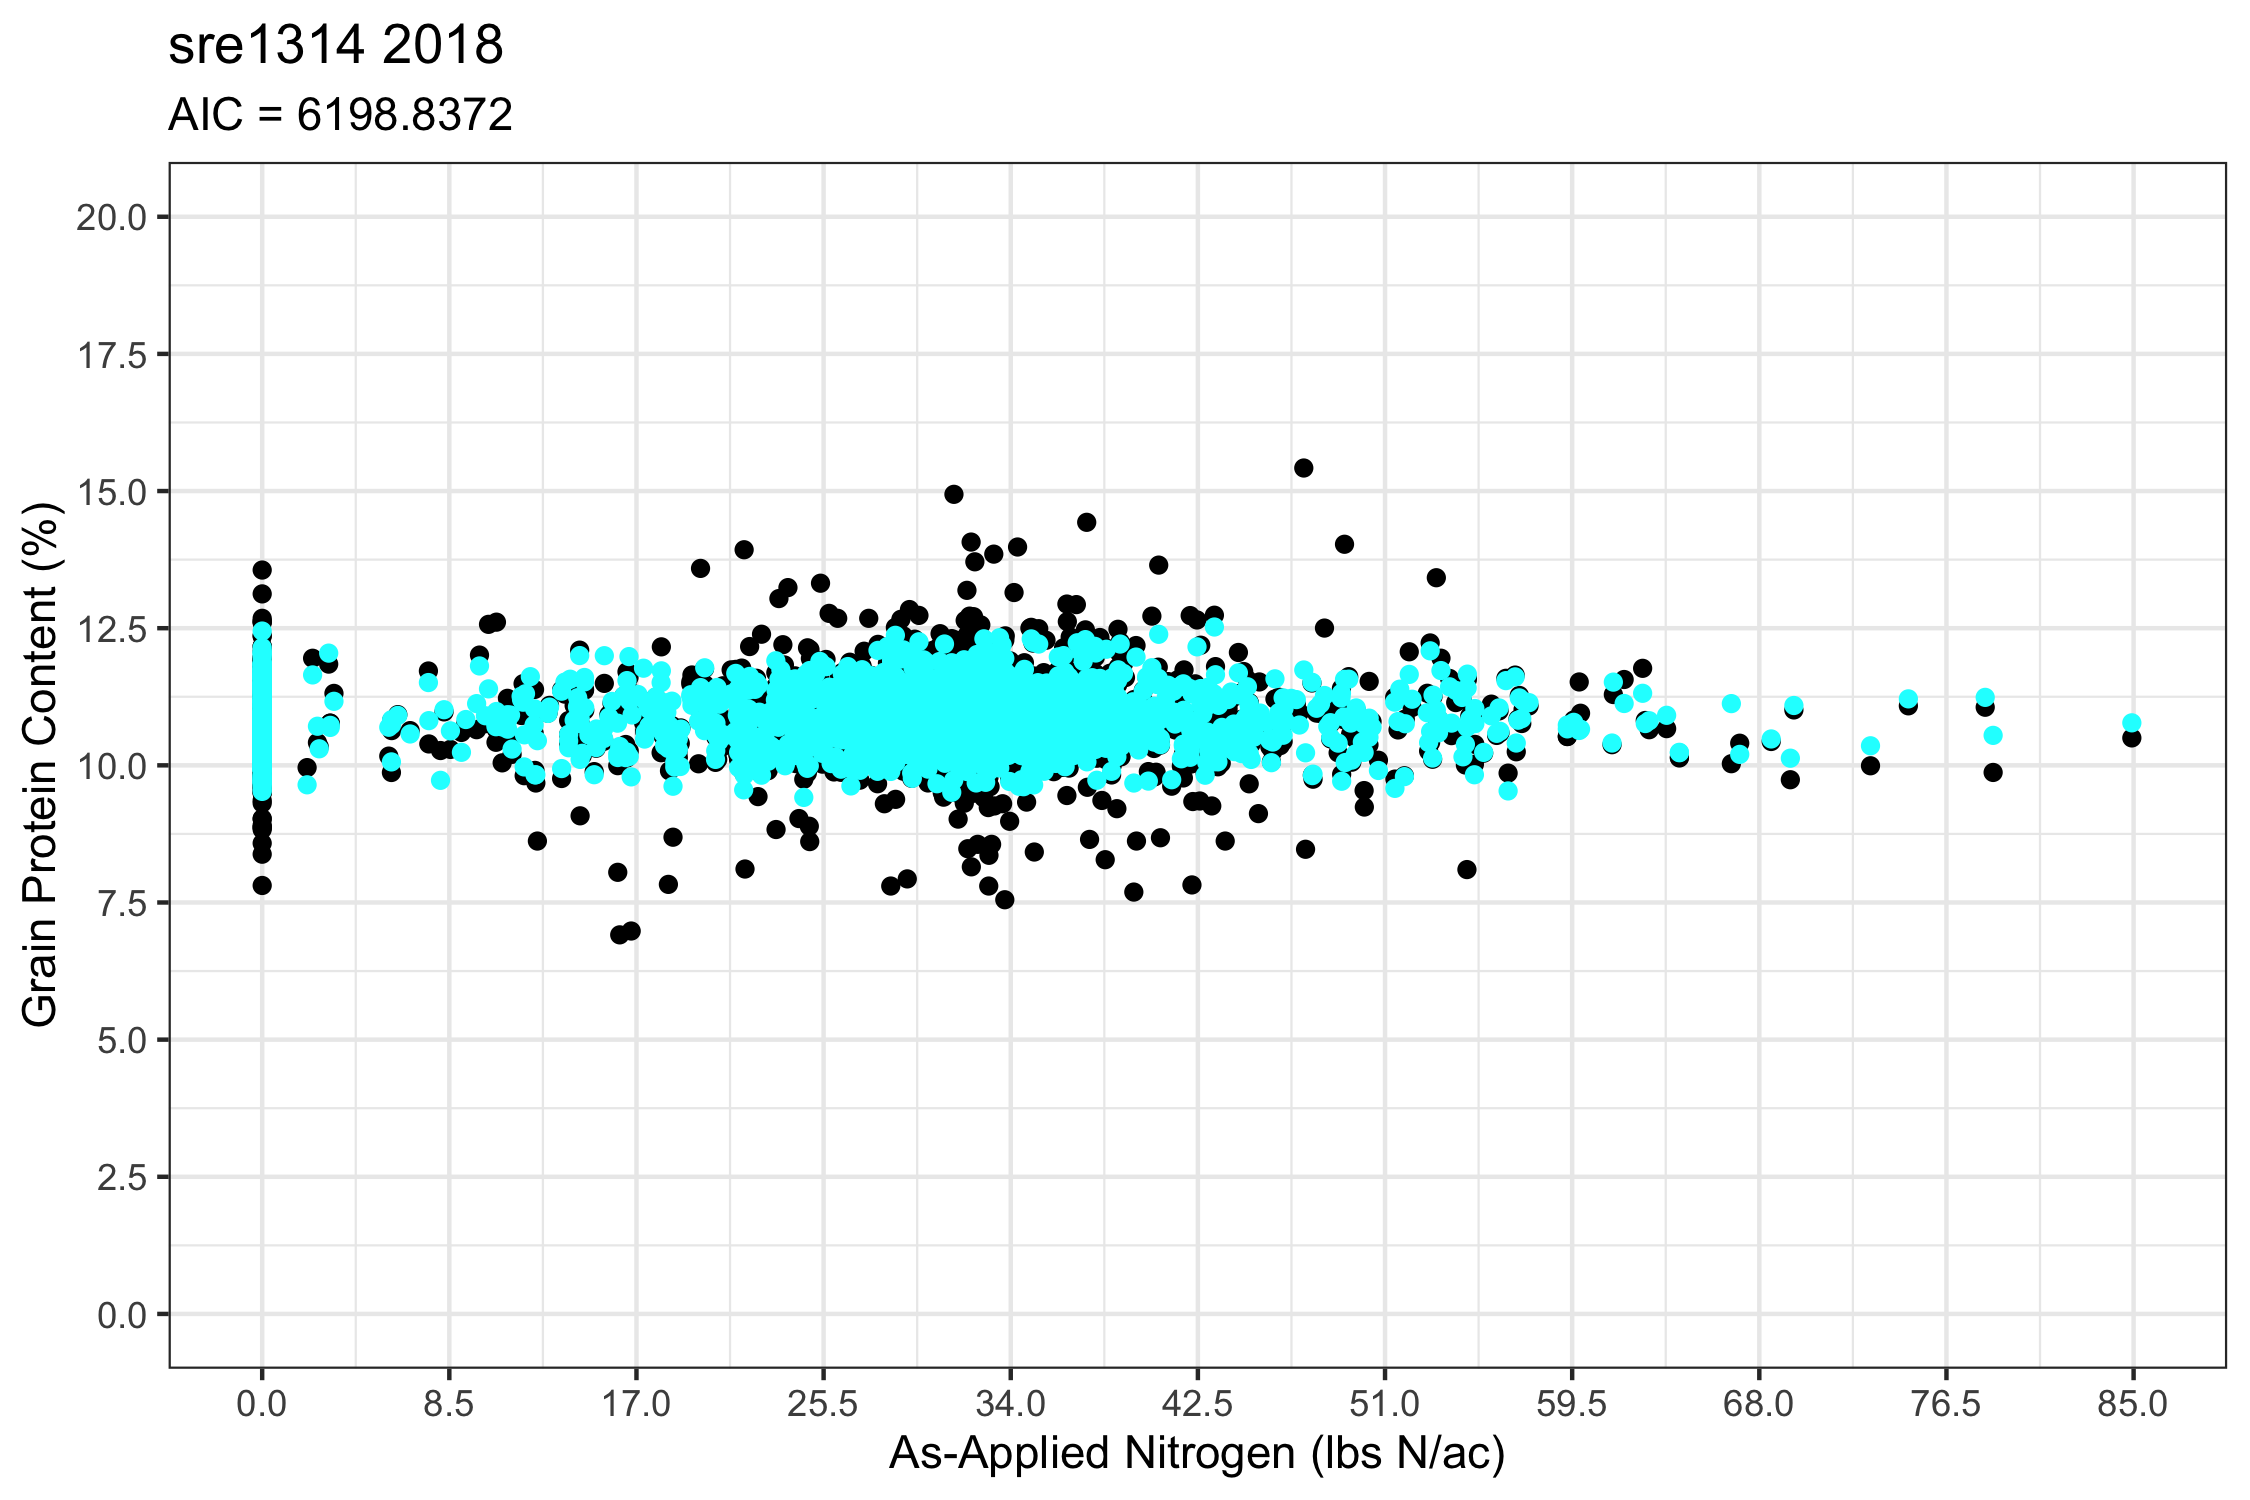 sre1314 2018
AIC = 6198.8372
Grain Protein Content (%)
20.0
17.5
15.0
12.5
10.0
7.5
5.0
2.5
0.0
0.0 8.5 17.0 25.5 34.0 42.5 51.0 59.5 68.0 76.5 85.0
As-Applied Nitrogen (lbs N/ac)